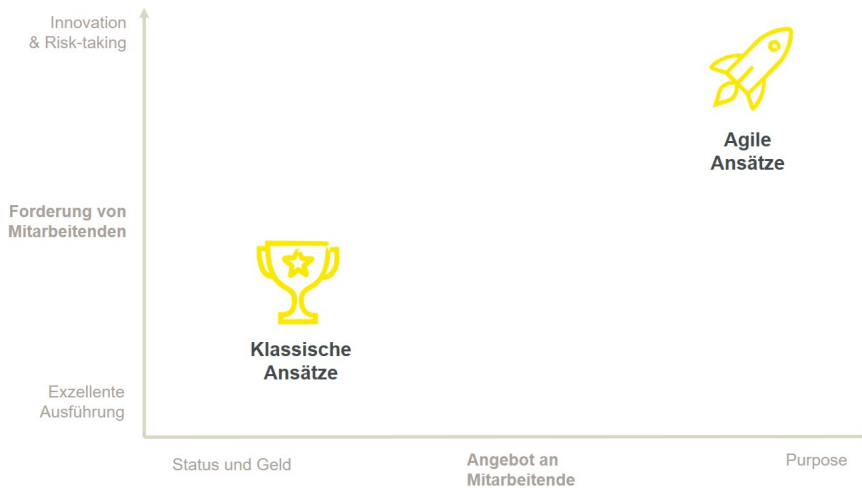 Innovation
& Risk-taking
Agile
Ansätze
Forderung von
Mitarbeitenden
Klassische
Ansätze
Exzellente
Ausführung
Status und Geld
Angebot an
Mitarbeitende
Purpose